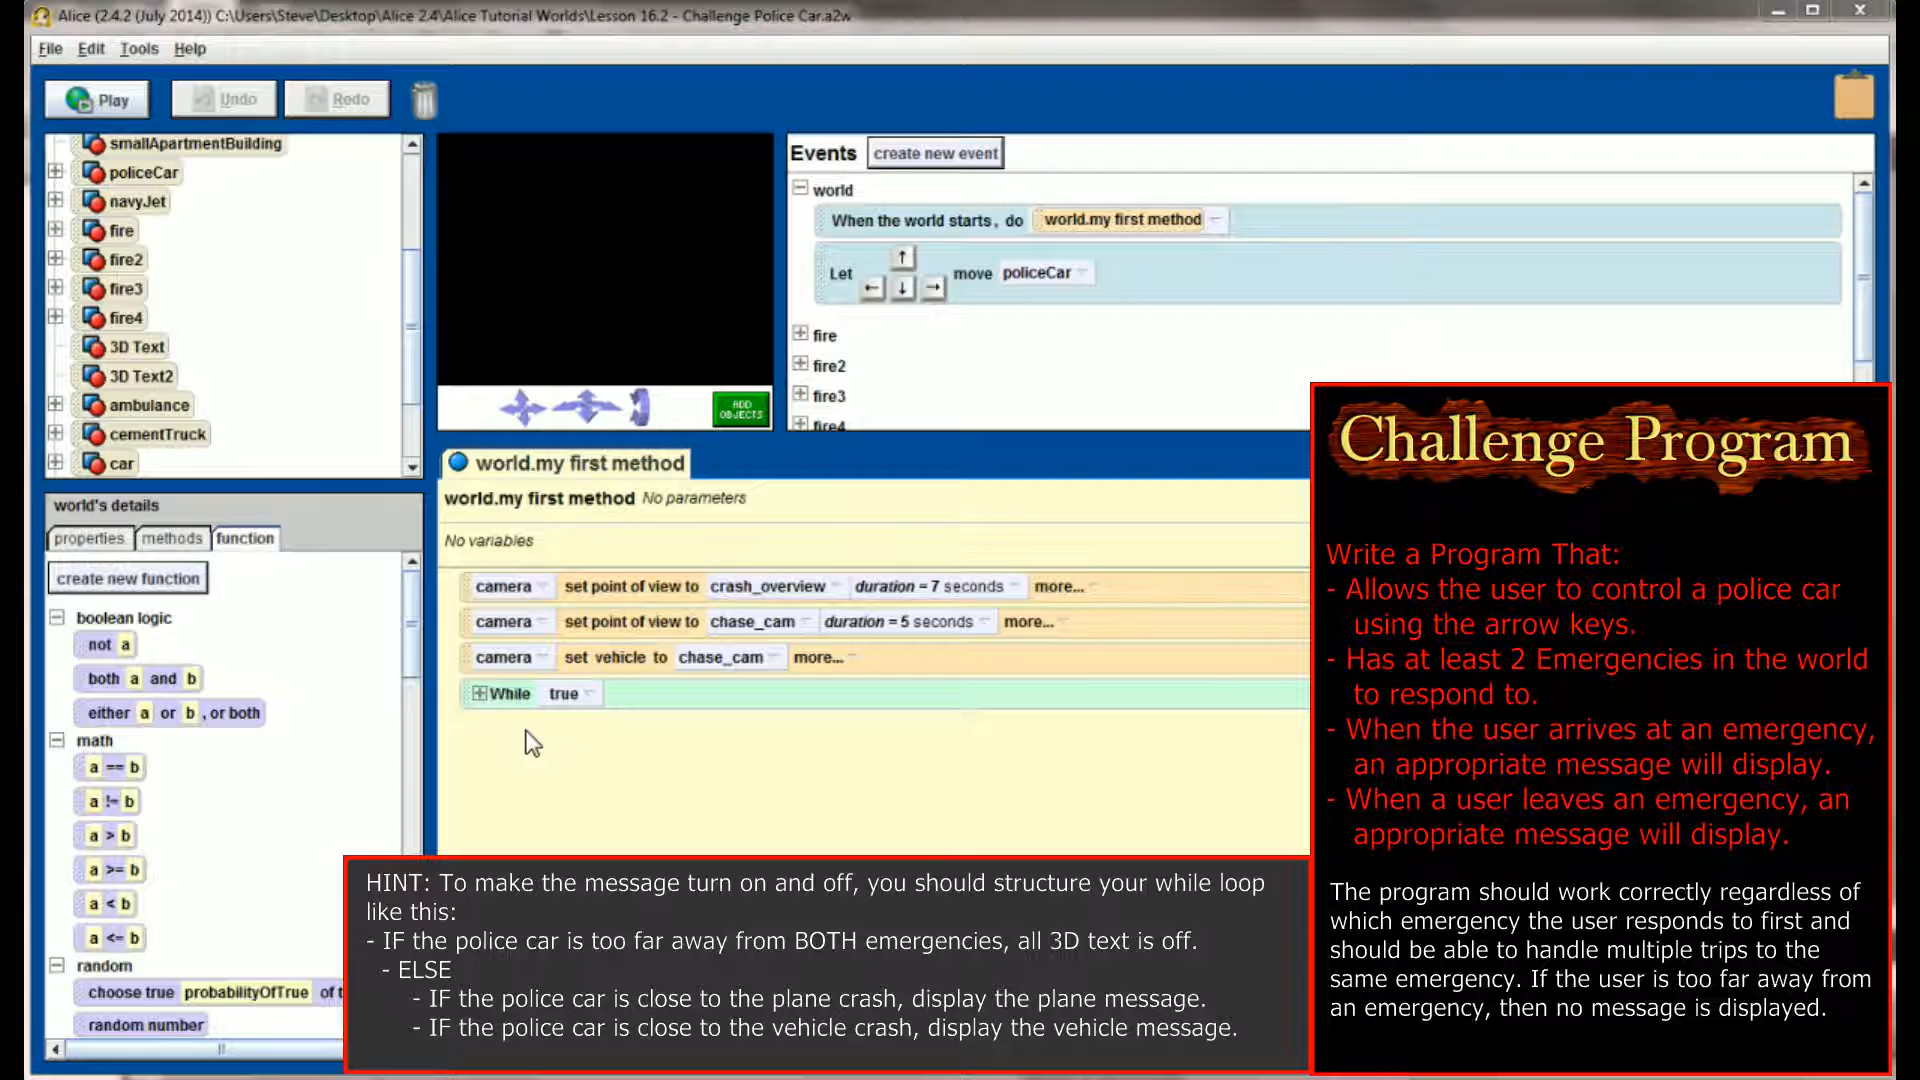 Alice (2.4.2 (July 2014)) C:\Users\Steve\Desktop\Alice 2.4\Alice Tutorial Worlds\Lesson 16.2 - Challenge Police Car.a2w
File Edit Tools Help
Play Undo Redo
smallApartmentBuilding
policeCar
navyJet
fire
fire2
fire3
fire4
3D Text
3D Text2
ambulance
cementTruck
car
ADD
OBJECTS
Events create new event
world
When the world starts, do world.my first method
Let move policeCar
fire
fire2
fire3
fire4
world's details
properties methods function
create new function
boolean logic
not a
both a and b
either a or b , or both
math
a == b
a != b
a > b
a >= b
a < b
a <= b
random
choose true probabilityOfTrue of t
random number
world.my first method
world.my first method No parameters
No variables
camera set point of view to crash_overview duration = 7 seconds more...
camera set point of view to chase_cam duration = 5 seconds more...
camera set vehicle to chase_cam more...
While true
HINT: To make the message turn on and off, you should structure your while loop
like this:
- IF the police car is too far away from BOTH emergencies, all 3D text is off.
- ELSE
- IF the police car is close to the plane crash, display the plane message.
- IF the police car is close to the vehicle crash, display the vehicle message.
Challenge Program
Write a Program That:
- Allows the user to control a police car
using the arrow keys.
- Has at least 2 Emergencies in the world
to respond to.
- When the user arrives at an emergency,
an appropriate message will display.
- When a user leaves an emergency, an
appropriate message will display.
The program should work correctly regardless of
which emergency the user responds to first and
should be able to handle multiple trips to the
same emergency. If the user is too far away from
an emergency, then no message is displayed.